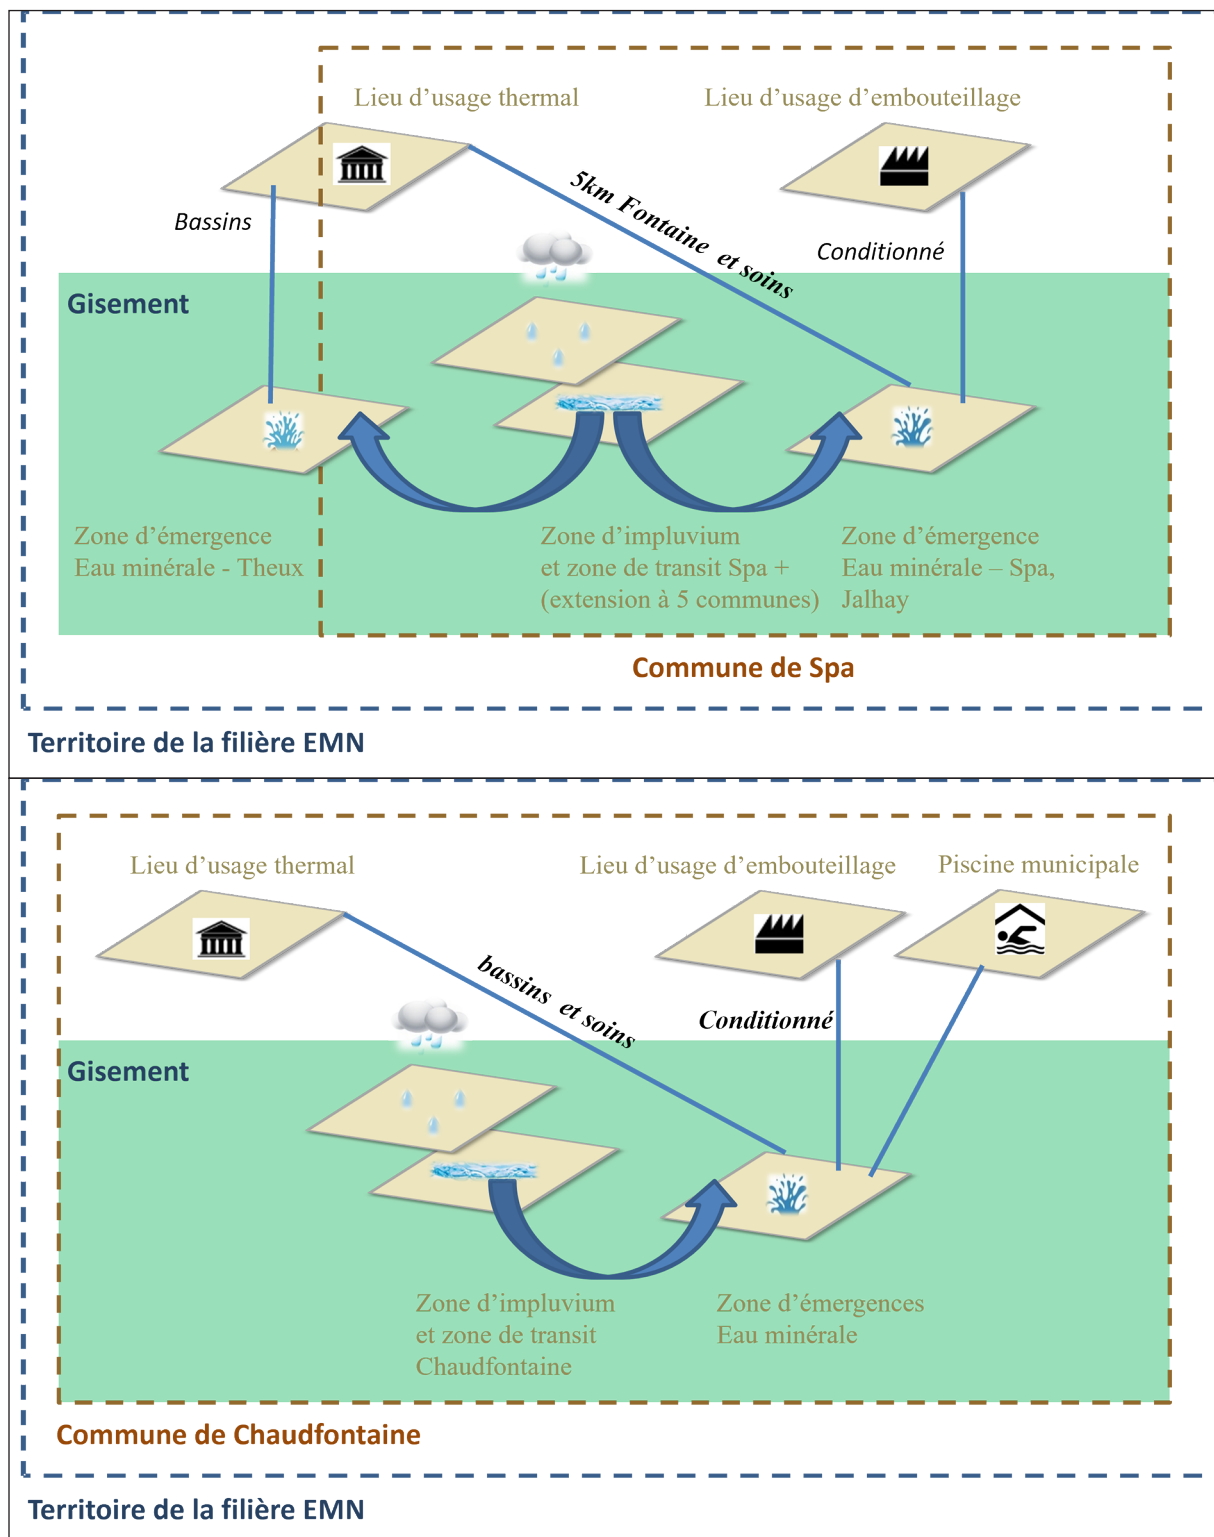 Lieu d’usage thermal
Lieu d’usage d’embouteillage
Bassins
5km Fontaine et soins
Conditionné
Gisement
Zone d’émergence
Eau minérale - Theux
Zone d’impluvium
et zone de transit Spa +
(extension à 5 communes)
Zone d’émergence
Eau minérale – Spa,
Jalhay
Commune de Spa
Territoire de la filière EMN
Lieu d’usage thermal
Lieu d’usage d’embouteillage
Piscine municipale
bassins et soins
Conditionné
Gisement
Zone d’impluvium
et zone de transit
Chaudfontaine
Zone d’émergences
Eau minérale
Commune de Chaudfontaine
Territoire de la filière EMN